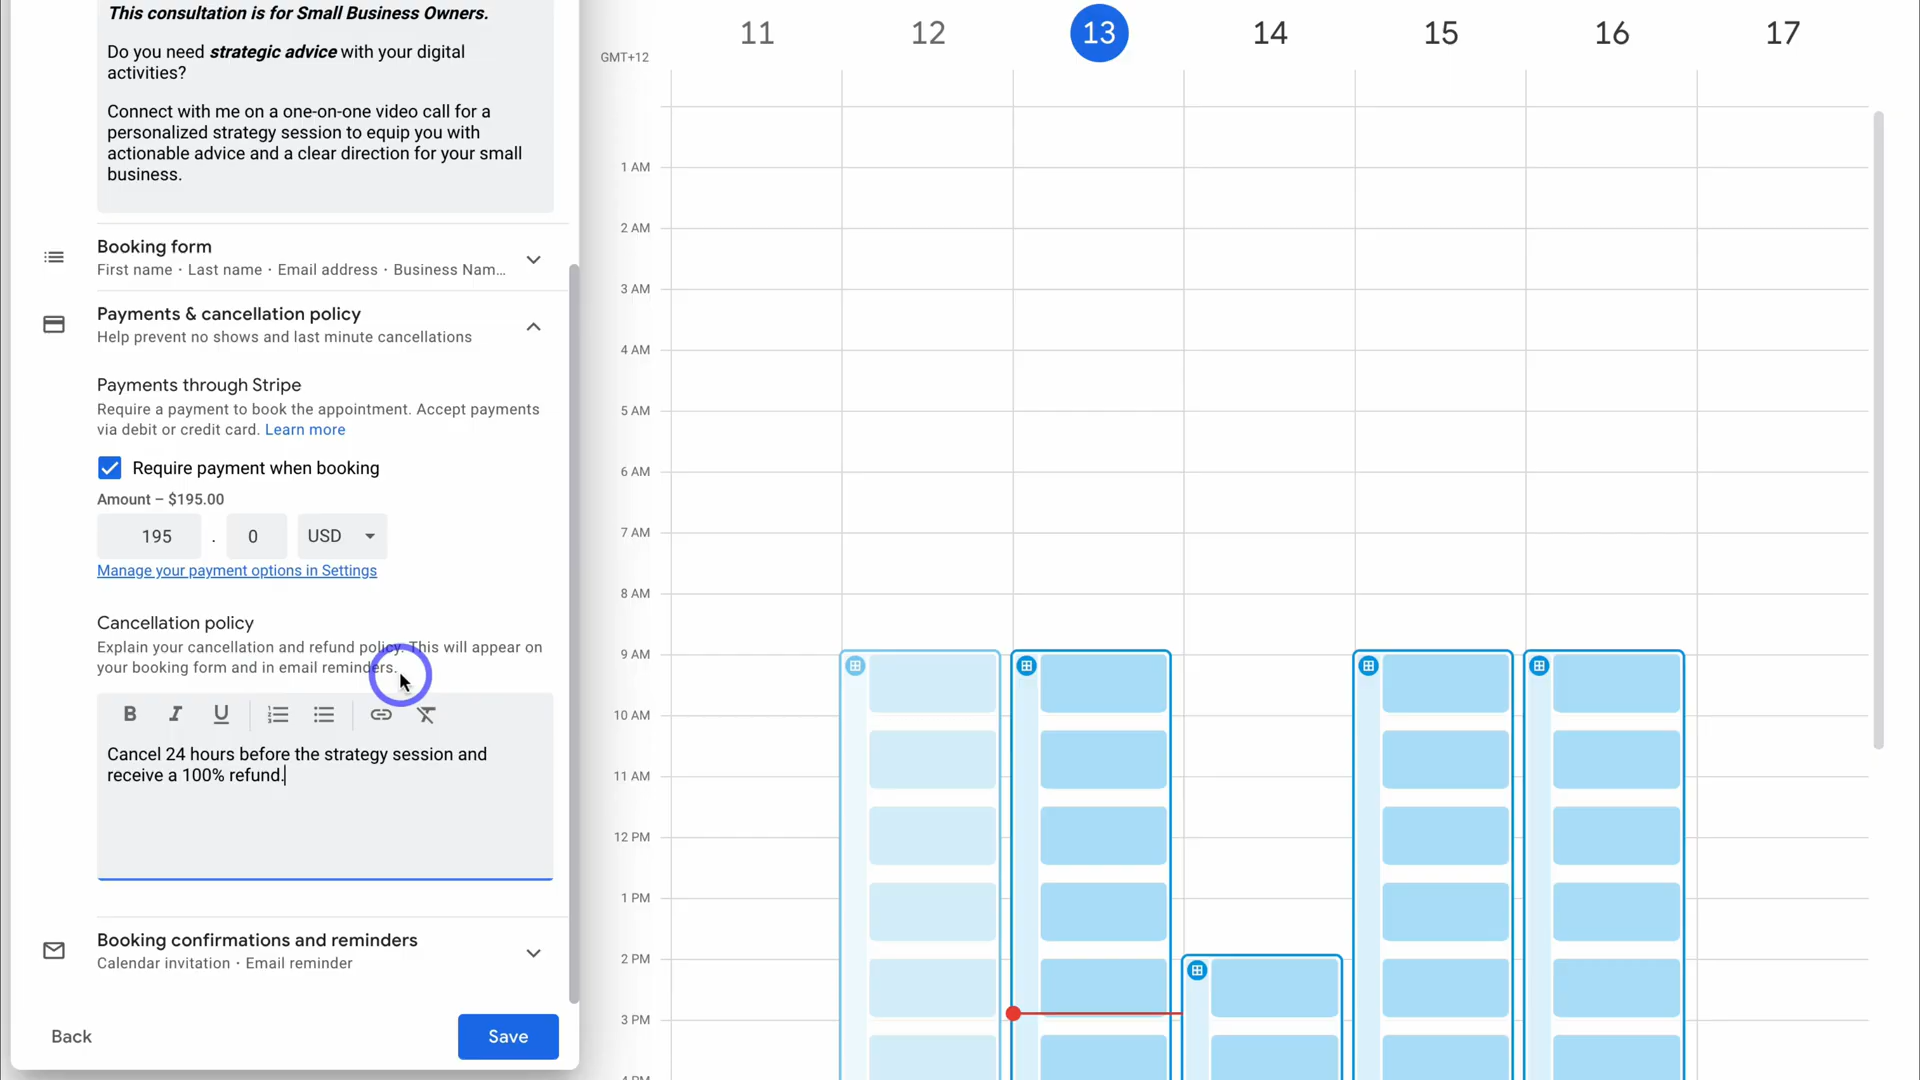 This consultation is for Small Business Owners.
Do you need strategic advice with your digital
activities?
Connect with me on a one-on-one video call for a
personalized strategy session to equip you with
actionable advice and a clear direction for your small
business.
Booking form
First name · Last name · Email address · Business Nam...
Payments & cancellation policy
Help prevent no shows and last minute cancellations
Payments through Stripe
Require a payment to book the appointment. Accept payments
via debit or credit card. Learn more
Require payment when booking
Amount – $195.00
195 . 0 USD
Manage your payment options in Settings
Cancellation policy
Explain your cancellation and refund policy. This will appear on
your booking form and in email reminders.
B I U
Cancel 24 hours before the strategy session and
receive a 100% refund.
Booking confirmations and reminders
Calendar invitation · Email reminder
Back
Save
11 12 13 14 15 16 17
GMT+12
1 AM
2 AM
3 AM
4 AM
5 AM
6 AM
7 AM
8 AM
9 AM
10 AM
11 AM
12 PM
1 PM
2 PM
3 PM
4 PM